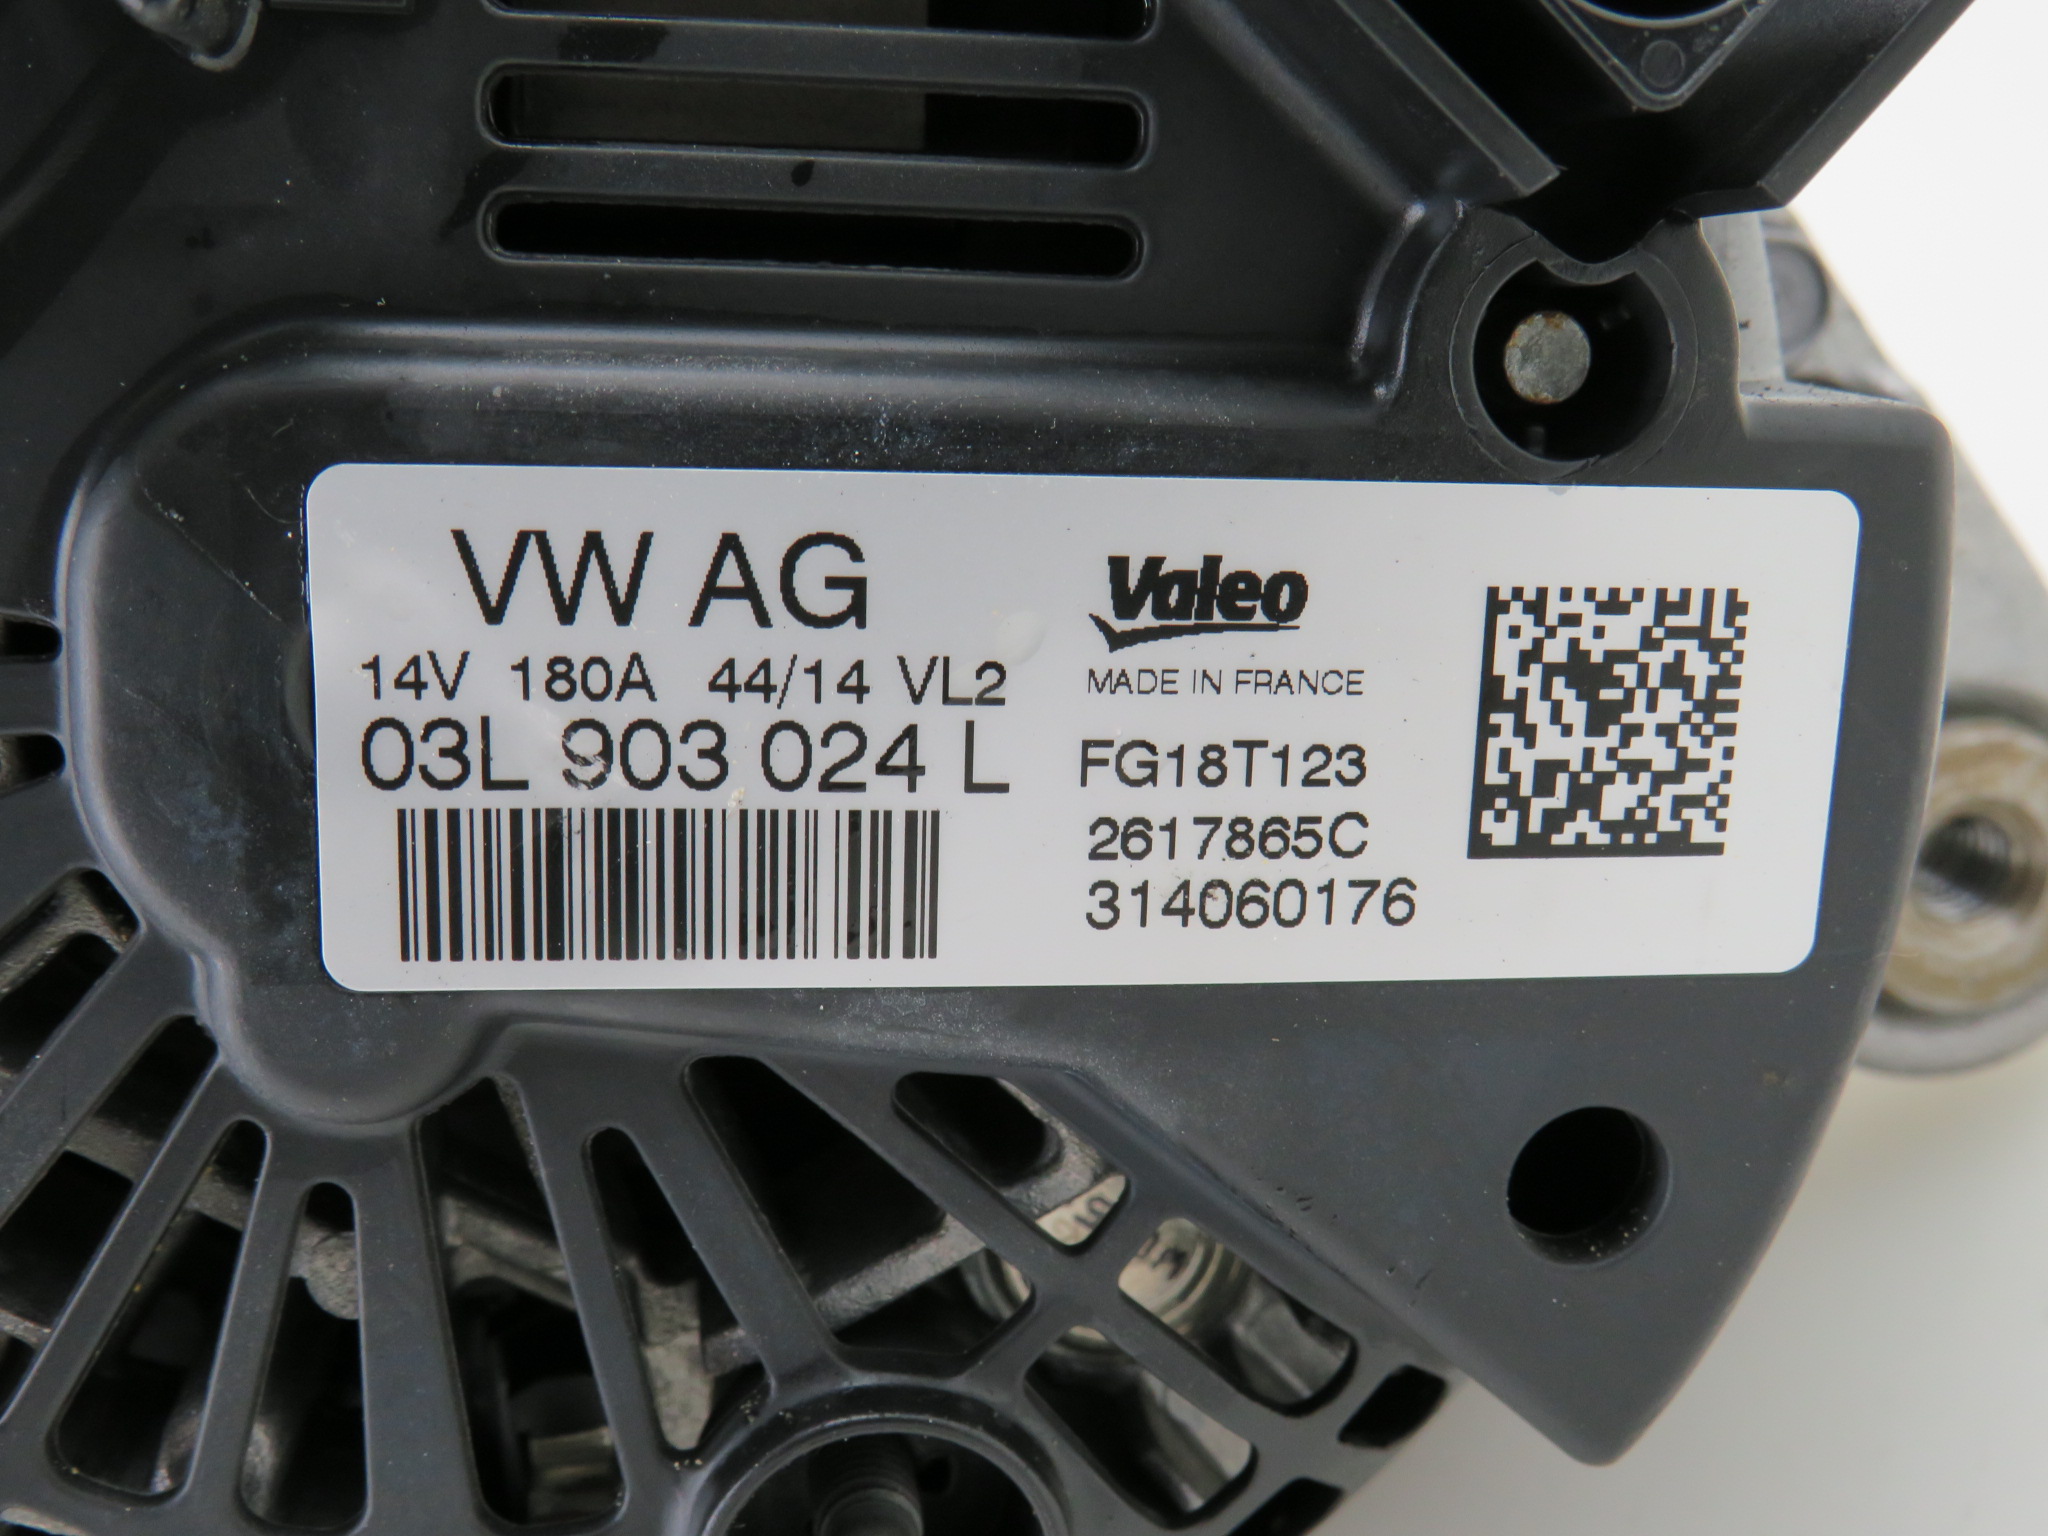 VW AG
14V 180A 44/14 VL2
03L 903 024 L
Valeo
MADE IN FRANCE
FG18T123
2617865C
314060176